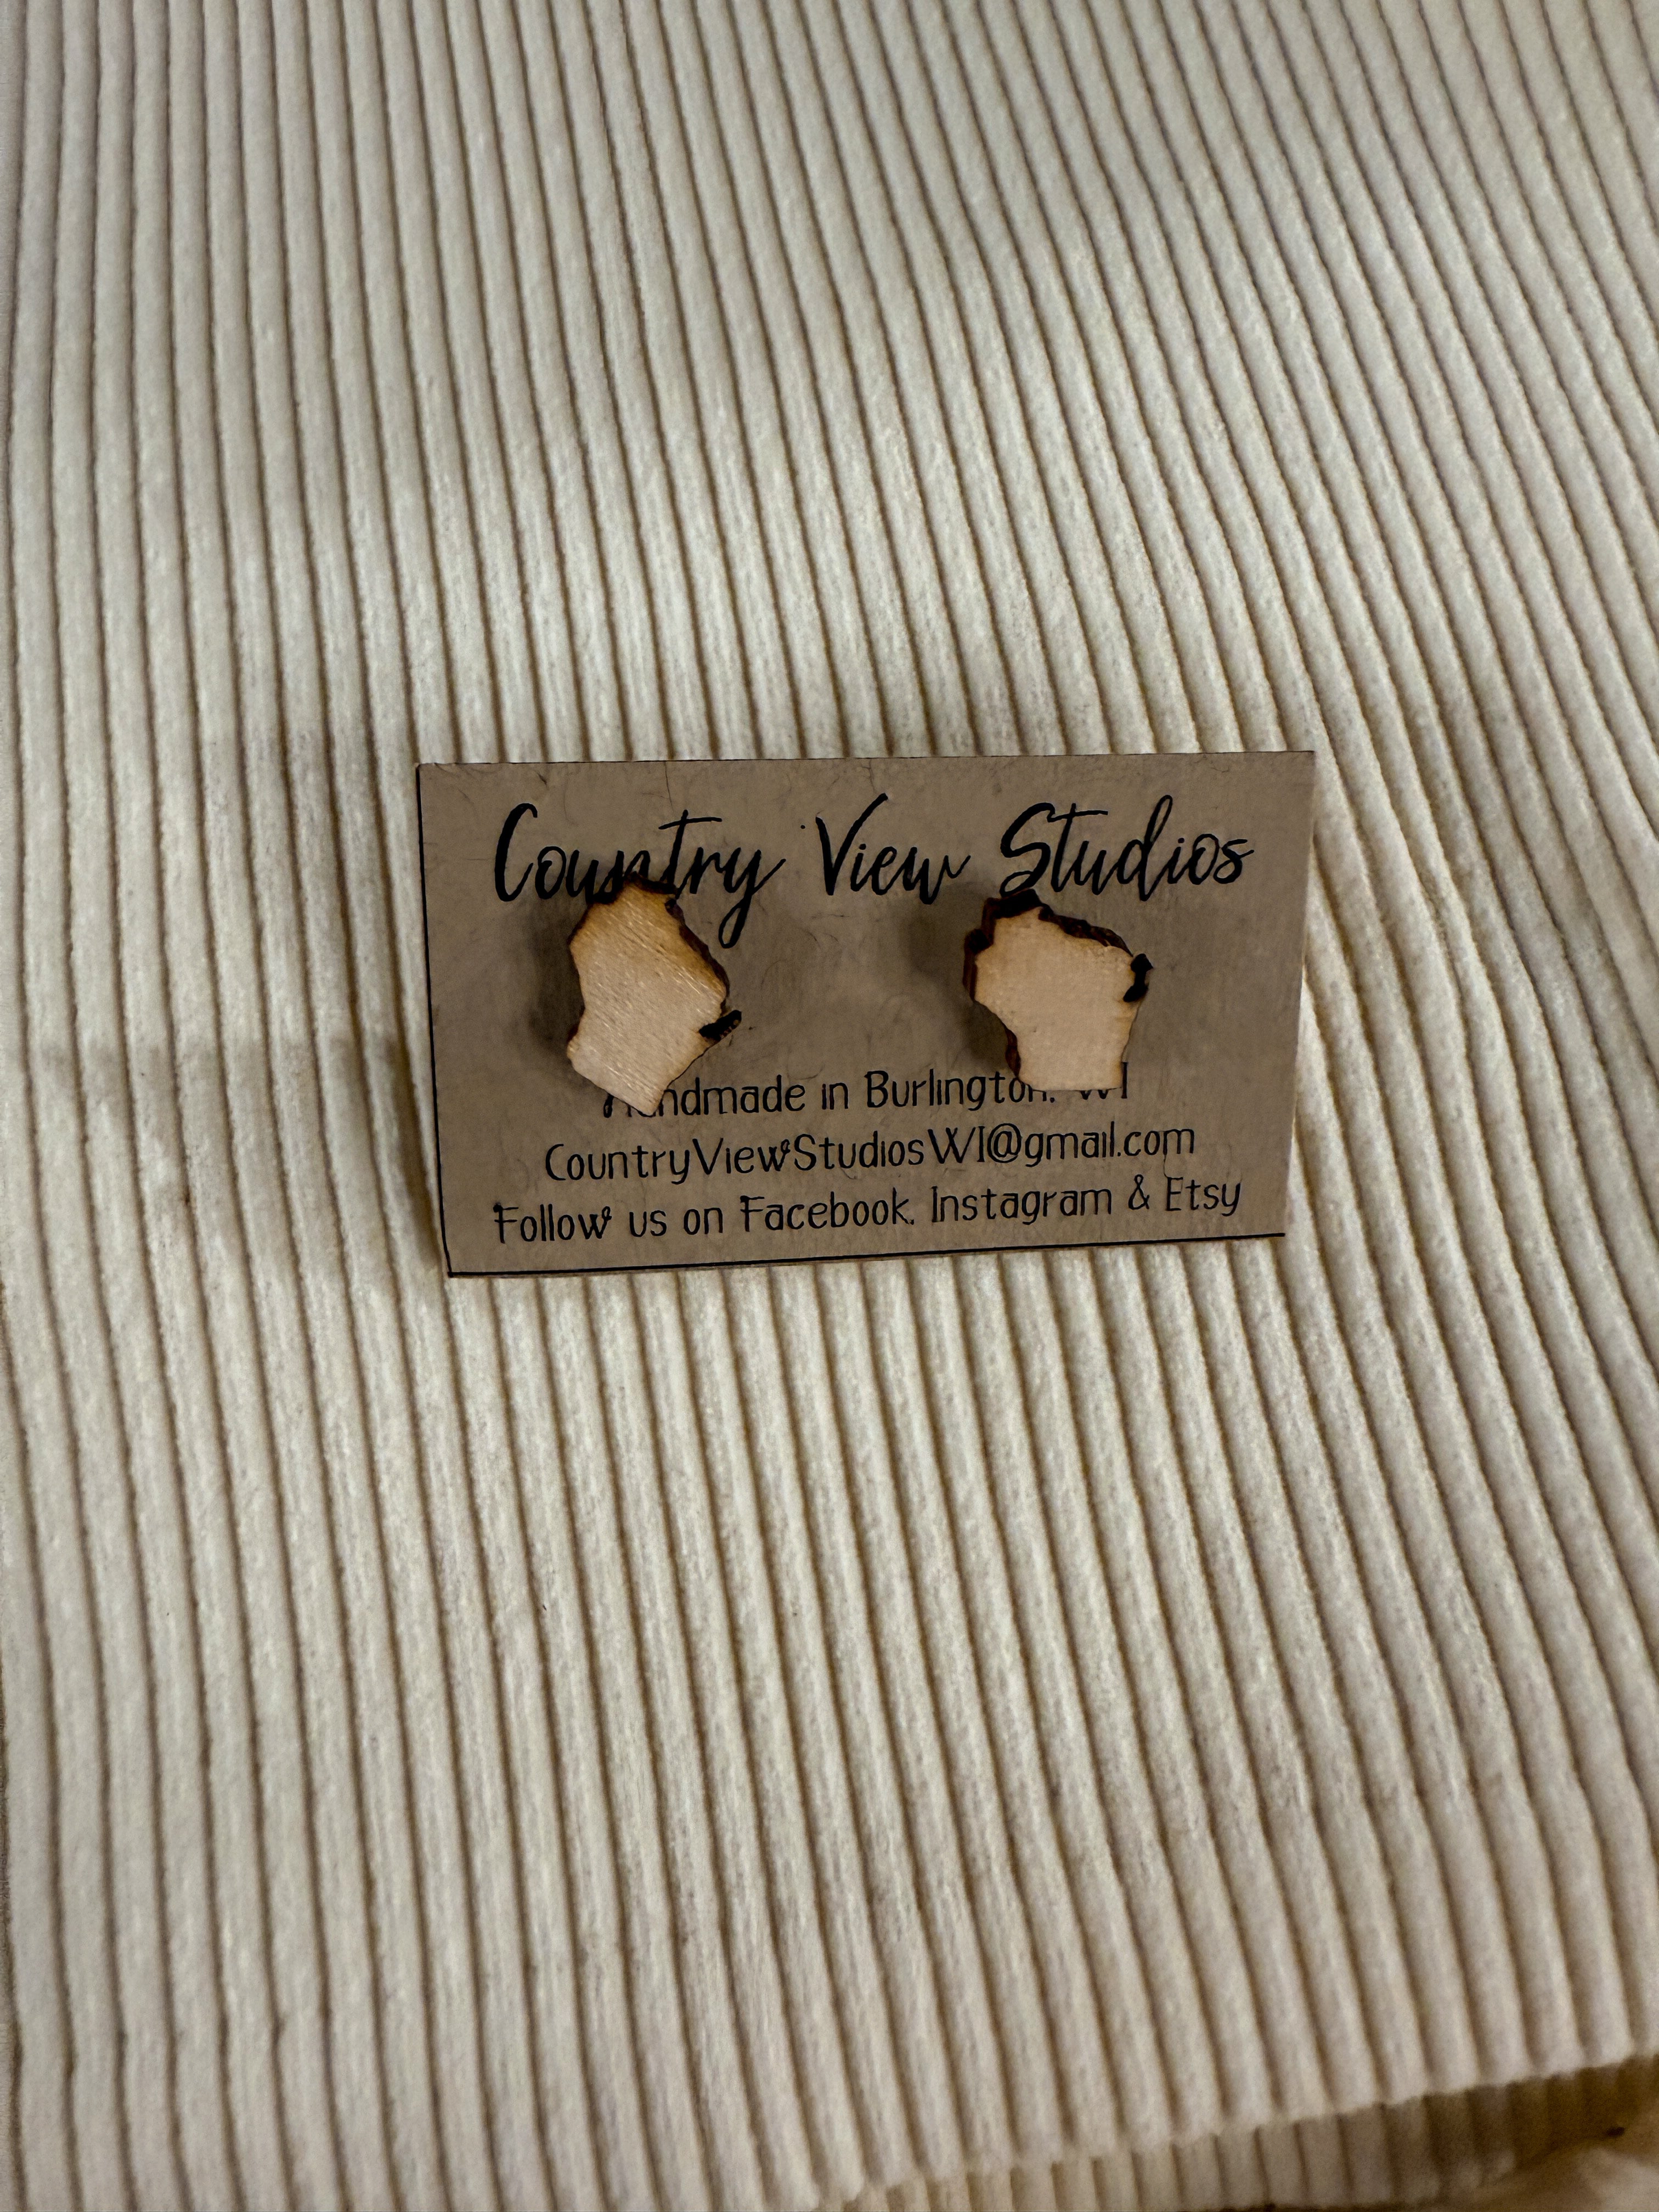 Country View Studios
Handmade in Burlington, WI
CountryViewStudiosWI@gmail.com
Follow us on Facebook, Instagram & Etsy